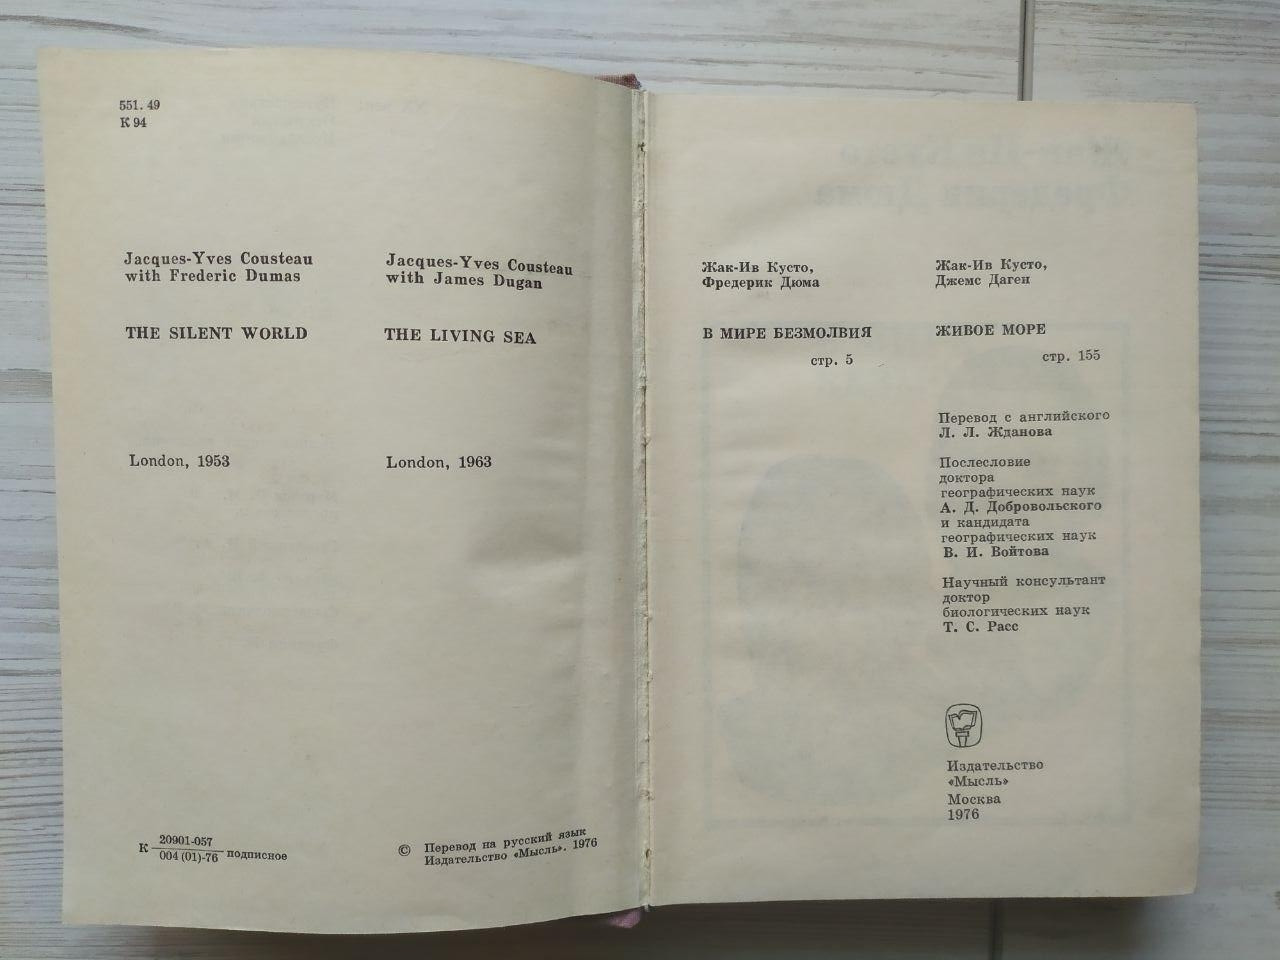 551. 49
К 94
Jacques-Yves Cousteau
with Frederic Dumas
THE SILENT WORLD
London, 1953
Jacques-Yves Cousteau
with James Dugan
THE LIVING SEA
London, 1963
К 20901-057
004 (01)-76 подписное
© Перевод на русский язык
Издательство «Мысль». 1976
Жак-Ив Кусто,
Фредерик Дюма
В МИРЕ БЕЗМОЛВИЯ
стр. 5
Жак-Ив Кусто,
Джемс Даген
ЖИВОЕ МОРЕ
стр. 155
Перевод с английского
Л. Л. Жданова
Послесловие
доктора
географических наук
А. Д. Добровольского
и кандидата
географических наук
В. И. Войтова
Научный консультант
доктор
биологических наук
Т. С. Расс
Издательство
«Мысль»
Москва
1976